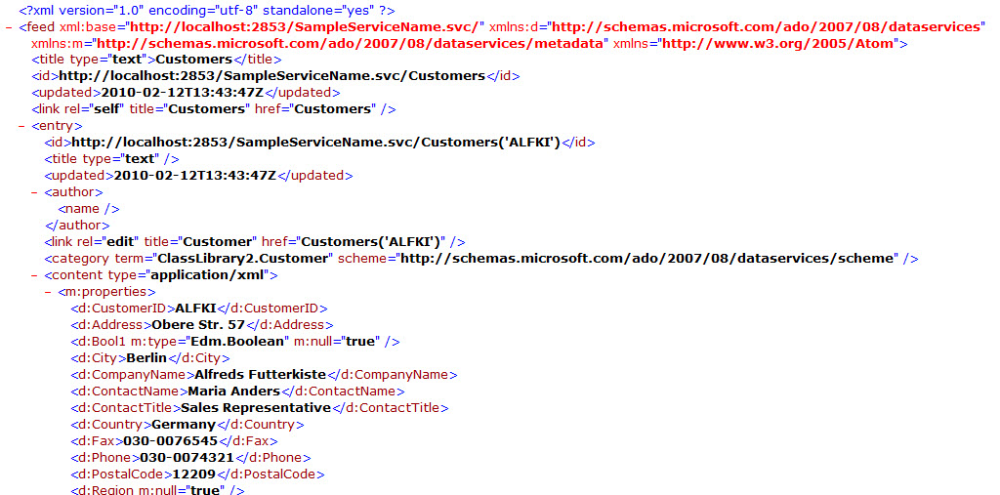 <?xml version="1.0" encoding="utf-8" standalone="yes" ?>
- <feed xml:base="http://localhost:2853/SampleServiceName.svc/" xmlns:d="http://schemas.microsoft.com/ado/2007/08/dataservices"
xmlns:m="http://schemas.microsoft.com/ado/2007/08/dataservices/metadata" xmlns="http://www.w3.org/2005/Atom">
<title type="text">Customers</title>
<id>http://localhost:2853/SampleServiceName.svc/Customers</id>
<updated>2010-02-12T13:43:47Z</updated>
<link rel="self" title="Customers" href="Customers" />
- <entry>
<id>http://localhost:2853/SampleServiceName.svc/Customers('ALFKI')</id>
<title type="text" />
<updated>2010-02-12T13:43:47Z</updated>
- <author>
<name />
</author>
<link rel="edit" title="Customer" href="Customers('ALFKI')" />
<category term="ClassLibrary2.Customer" scheme="http://schemas.microsoft.com/ado/2007/08/dataservices/scheme" />
- <content type="application/xml">
- <m:properties>
<d:CustomerID>ALFKI</d:CustomerID>
<d:Address>Obere Str. 57</d:Address>
<d:Bool1 m:type="Edm.Boolean" m:null="true" />
<d:City>Berlin</d:City>
<d:CompanyName>Alfreds Futterkiste</d:CompanyName>
<d:ContactName>Maria Anders</d:ContactName>
<d:ContactTitle>Sales Representative</d:ContactTitle>
<d:Country>Germany</d:Country>
<d:Fax>030-0076545</d:Fax>
<d:Phone>030-0074321</d:Phone>
<d:PostalCode>12209</d:PostalCode>
<d:Region m:null="true" />